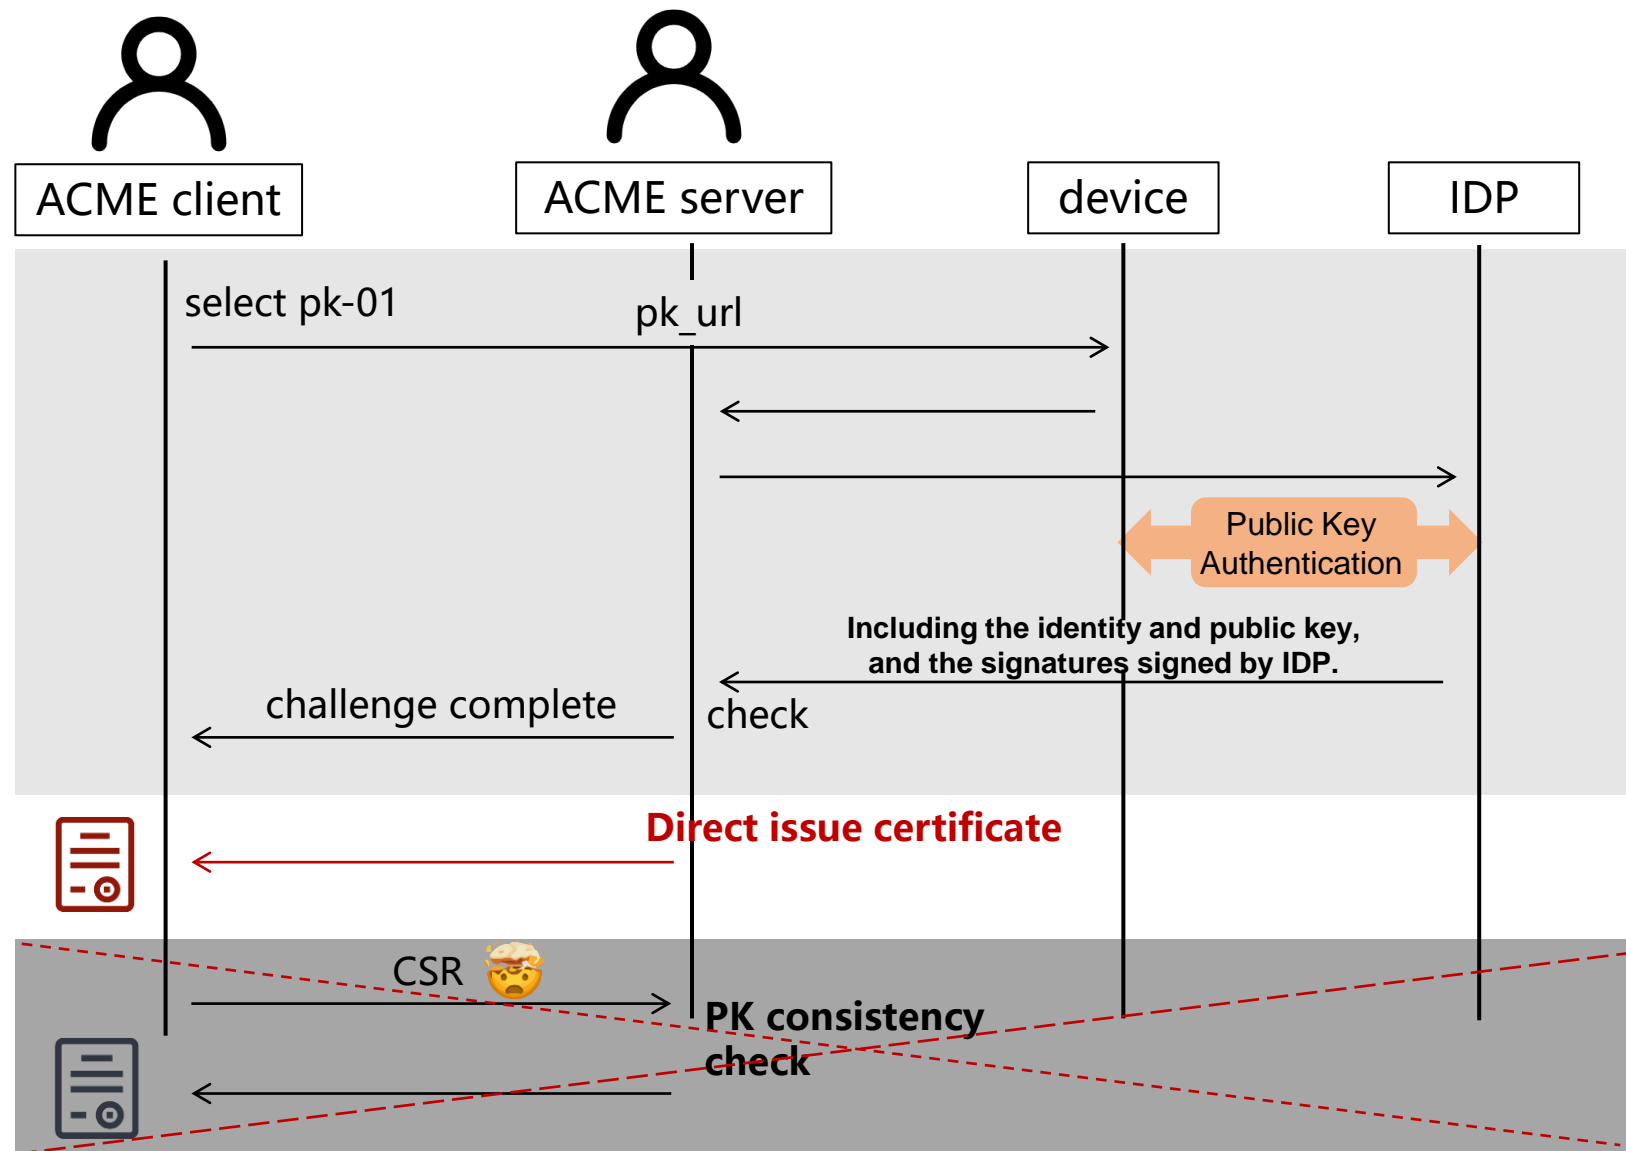 ACME client
ACME server
device
IDP
select pk-01
pk_url
Public Key
Authentication
Including the identity and public key,
and the signatures signed by IDP.
challenge complete
check
Direct issue certificate
CSR
PK consistency
check